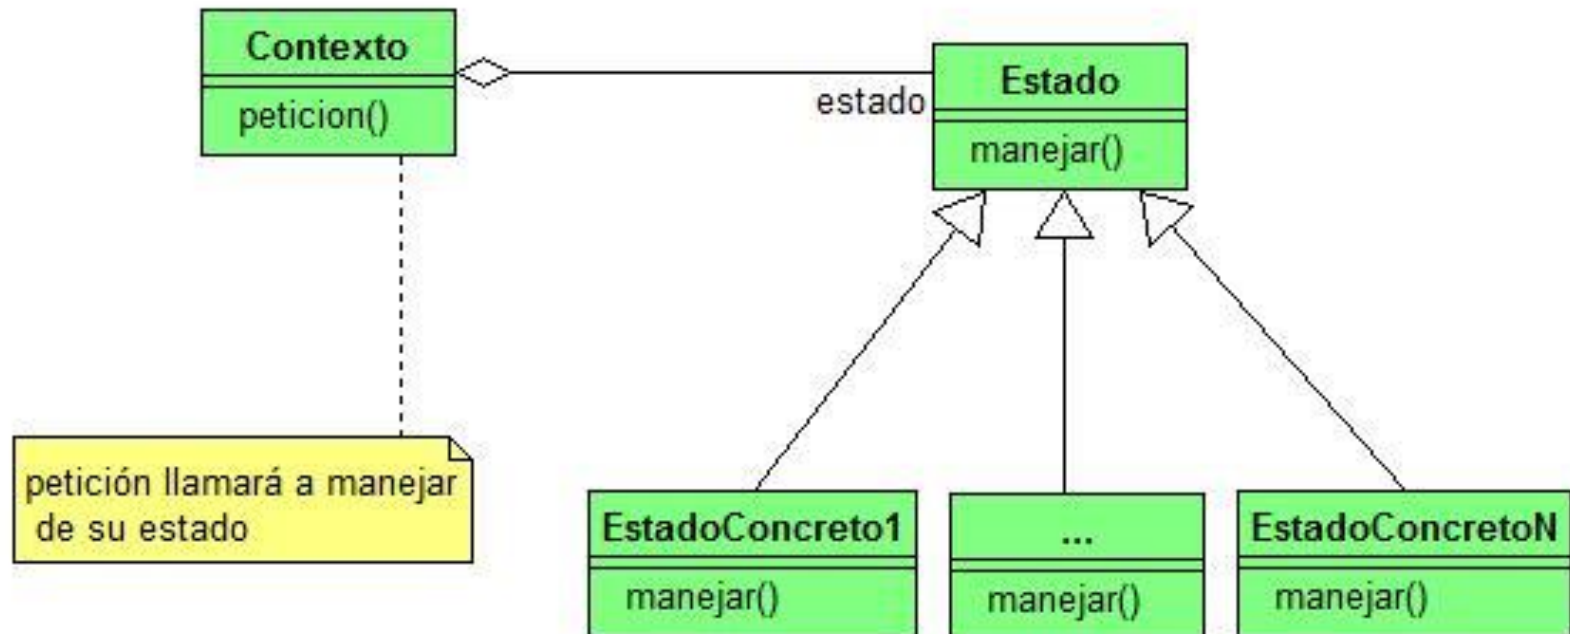 Contexto
peticion()
estado
Estado
manejar()
petición llamará a manejar
de su estado
EstadoConcreto1
manejar()
...
manejar()
EstadoConcretoN
manejar()